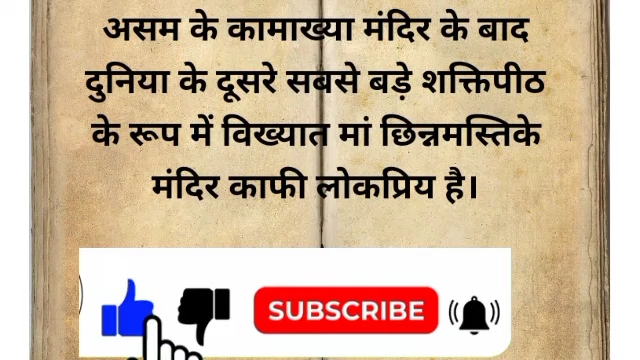 असम के कामाख्या मंदिर के बाद
दुनिया के दूसरे सबसे बड़े शक्तिपीठ
के रूप में विख्यात मां छिन्नमस्तिके
मंदिर काफी लोकप्रिय है।
SUBSCRIBE